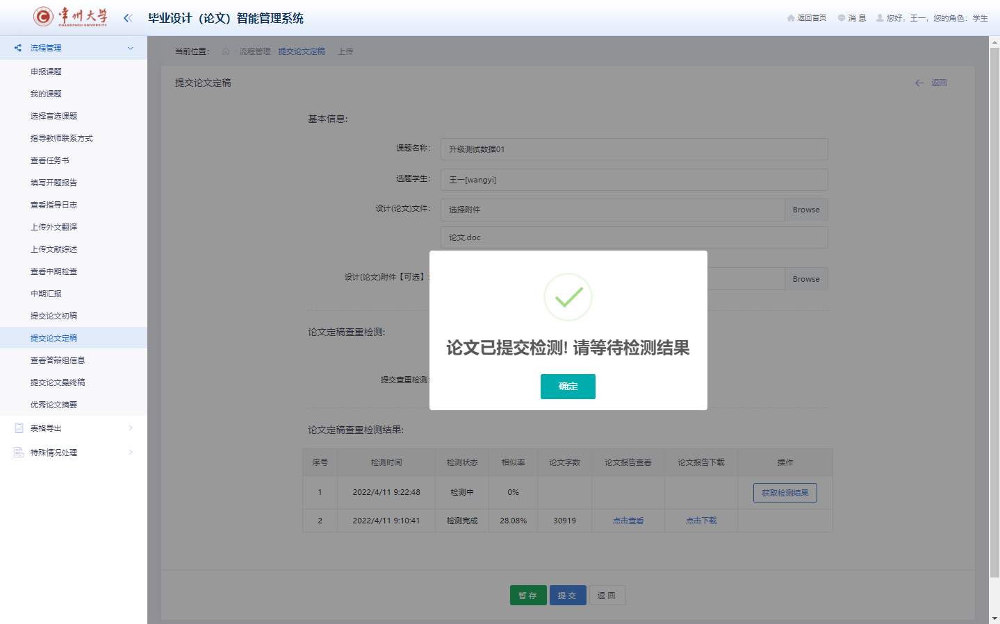 常州大学
CHANGZHOU UNIVERSITY
毕业设计（论文）智能管理系统
返回首页
消 息
您好，王一，您的角色：学生
流程管理
申报课题
我的课题
选择盲选课题
指导教师联系方式
查看任务书
填写开题报告
查看指导日志
上传外文翻译
上传文献综述
查看中期检查
中期汇报
提交论文初稿
提交论文定稿
查看答辩组信息
提交论文最终稿
优秀论文摘要
表格导出
特殊情况处理
当前位置： 流程管理 · 提交论文定稿 · 上传
提交论文定稿
返回
基本信息:
课题名称: 升级测试数据01
选题学生: 王一[wangyi]
设计(论文)文件: 选择附件 Browse
论文.doc
设计(论文)附件【可选】: Browse
论文定稿查重检测:
提交查重检测:
论文已提交检测! 请等待检测结果
确定
论文定稿查重检测结果:
序号 检测时间 检测状态 相似率 论文字数 论文报告查看 论文报告下载 操作
1 2022/4/11 9:22:48 检测中 0% 获取检测结果
2 2022/4/11 9:10:41 检测完成 28.08% 30919 点击查看 点击下载
暂 存 提 交 返 回